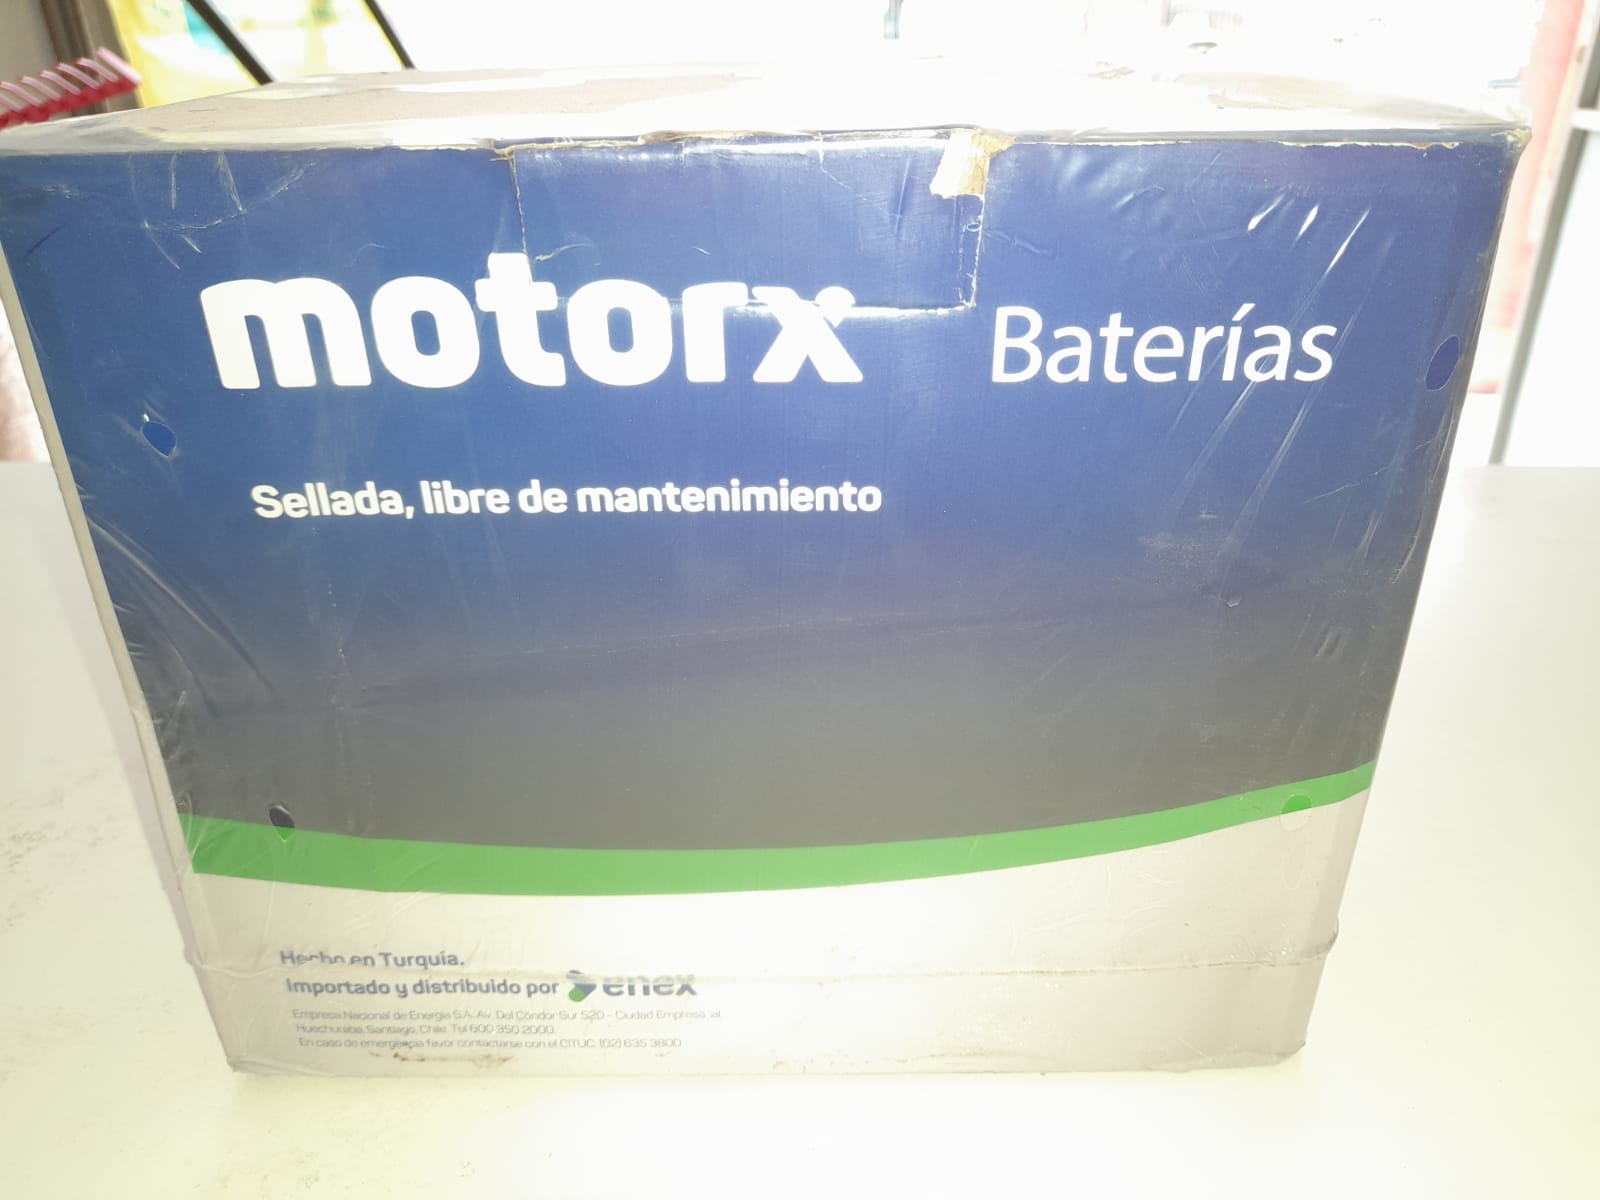 motorx Baterías
Sellada, libre de mantenimiento
Hecho en Turquía.
Importado y distribuido por enex
Empresa Nacional de Energía S.A. Av. Del Cóndor Sur 520 - Ciudad Empresarial,
Huechuraba, Santiago, Chile. Tel 600 350 2000.
En caso de emergencia favor contactarse con el CITUC (02) 635 3800